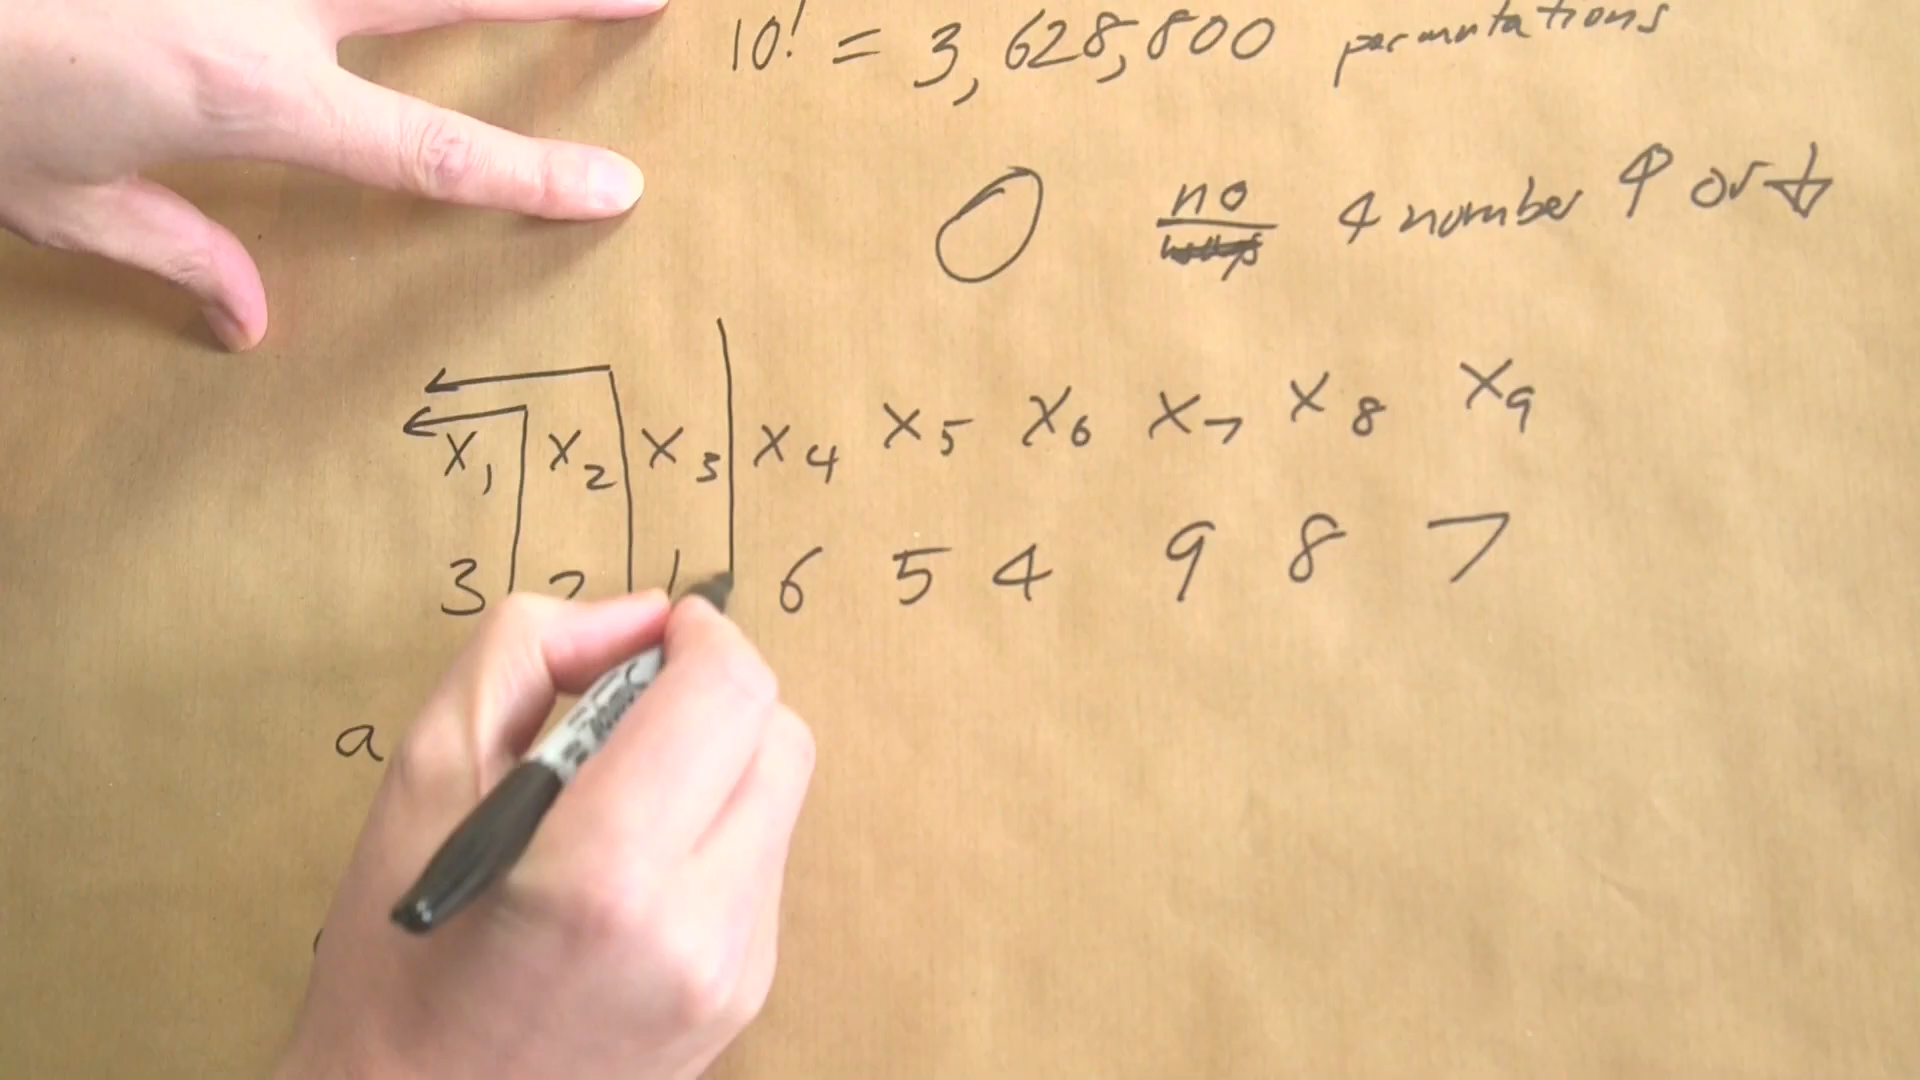 10! = 3,628,800 permutations
0 no 4 number ↑ or ↓
x₁ x₂ x₃ x₄ x₅ x₆ x₇ x₈ x₉
3 2 1 6 5 4 9 8 7
a